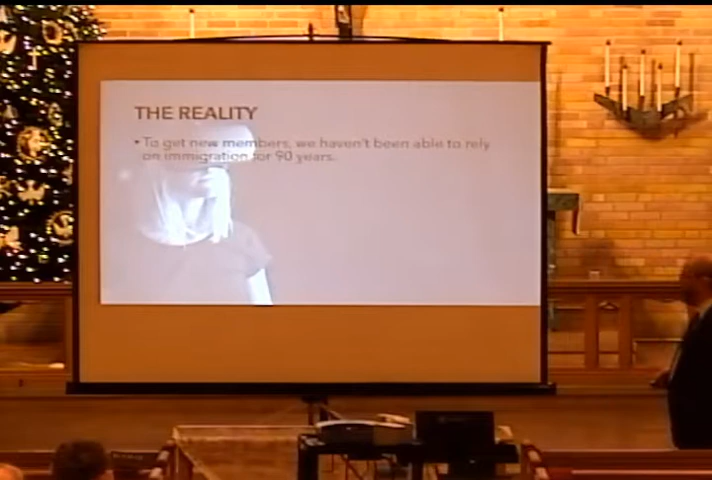 THE REALITY
• To get new members, we haven't been able to rely
on immigration for 90 years.